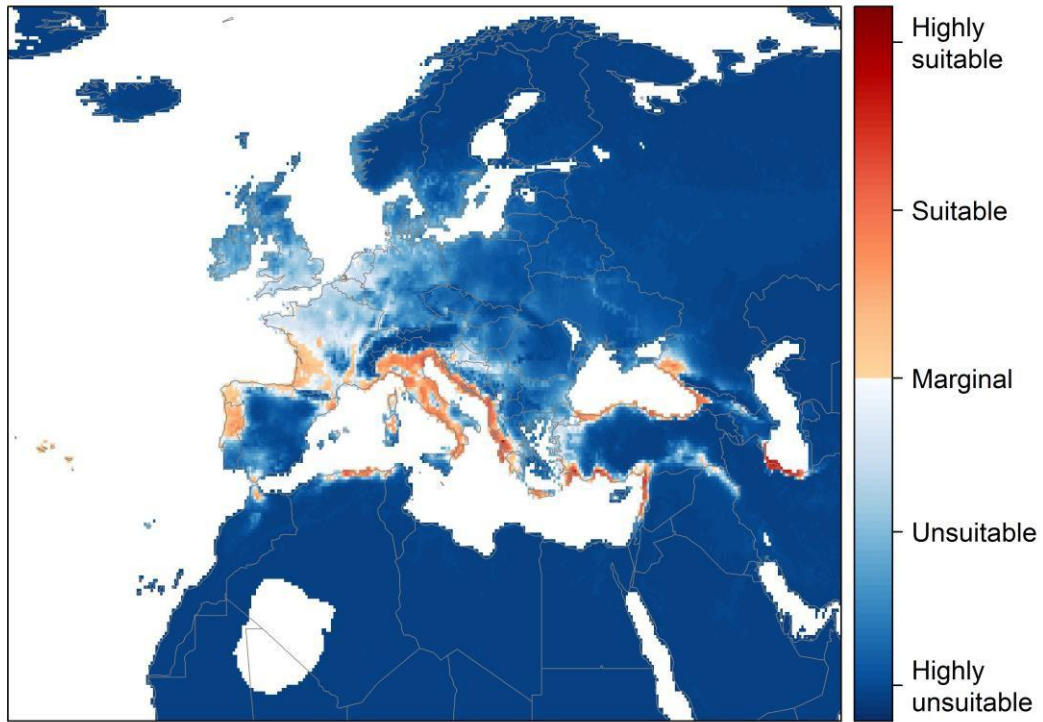 Highly
suitable
Suitable
Marginal
Unsuitable
Highly
unsuitable